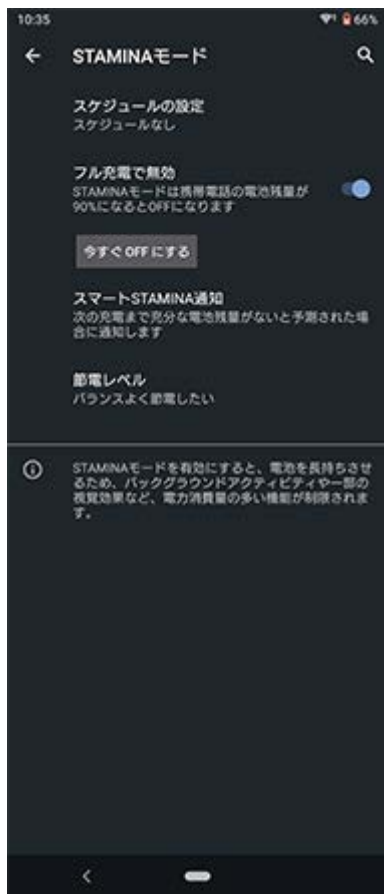 10:35
66%
STAMINAモード
スケジュールの設定
スケジュールなし
フル充電で無効
STAMINAモードは携帯電話の電池残量が
90%になるとOFFになります
今すぐ OFF にする
スマートSTAMINA通知
次の充電まで充分な電池残量がないと予測された場
合に通知します
節電レベル
バランスよく節電したい
STAMINAモードを有効にすると、電池を長持ちさせ
るため、バックグラウンドアクティビティや一部の
視覚効果など、電力消費量の多い機能が制限されま
す。